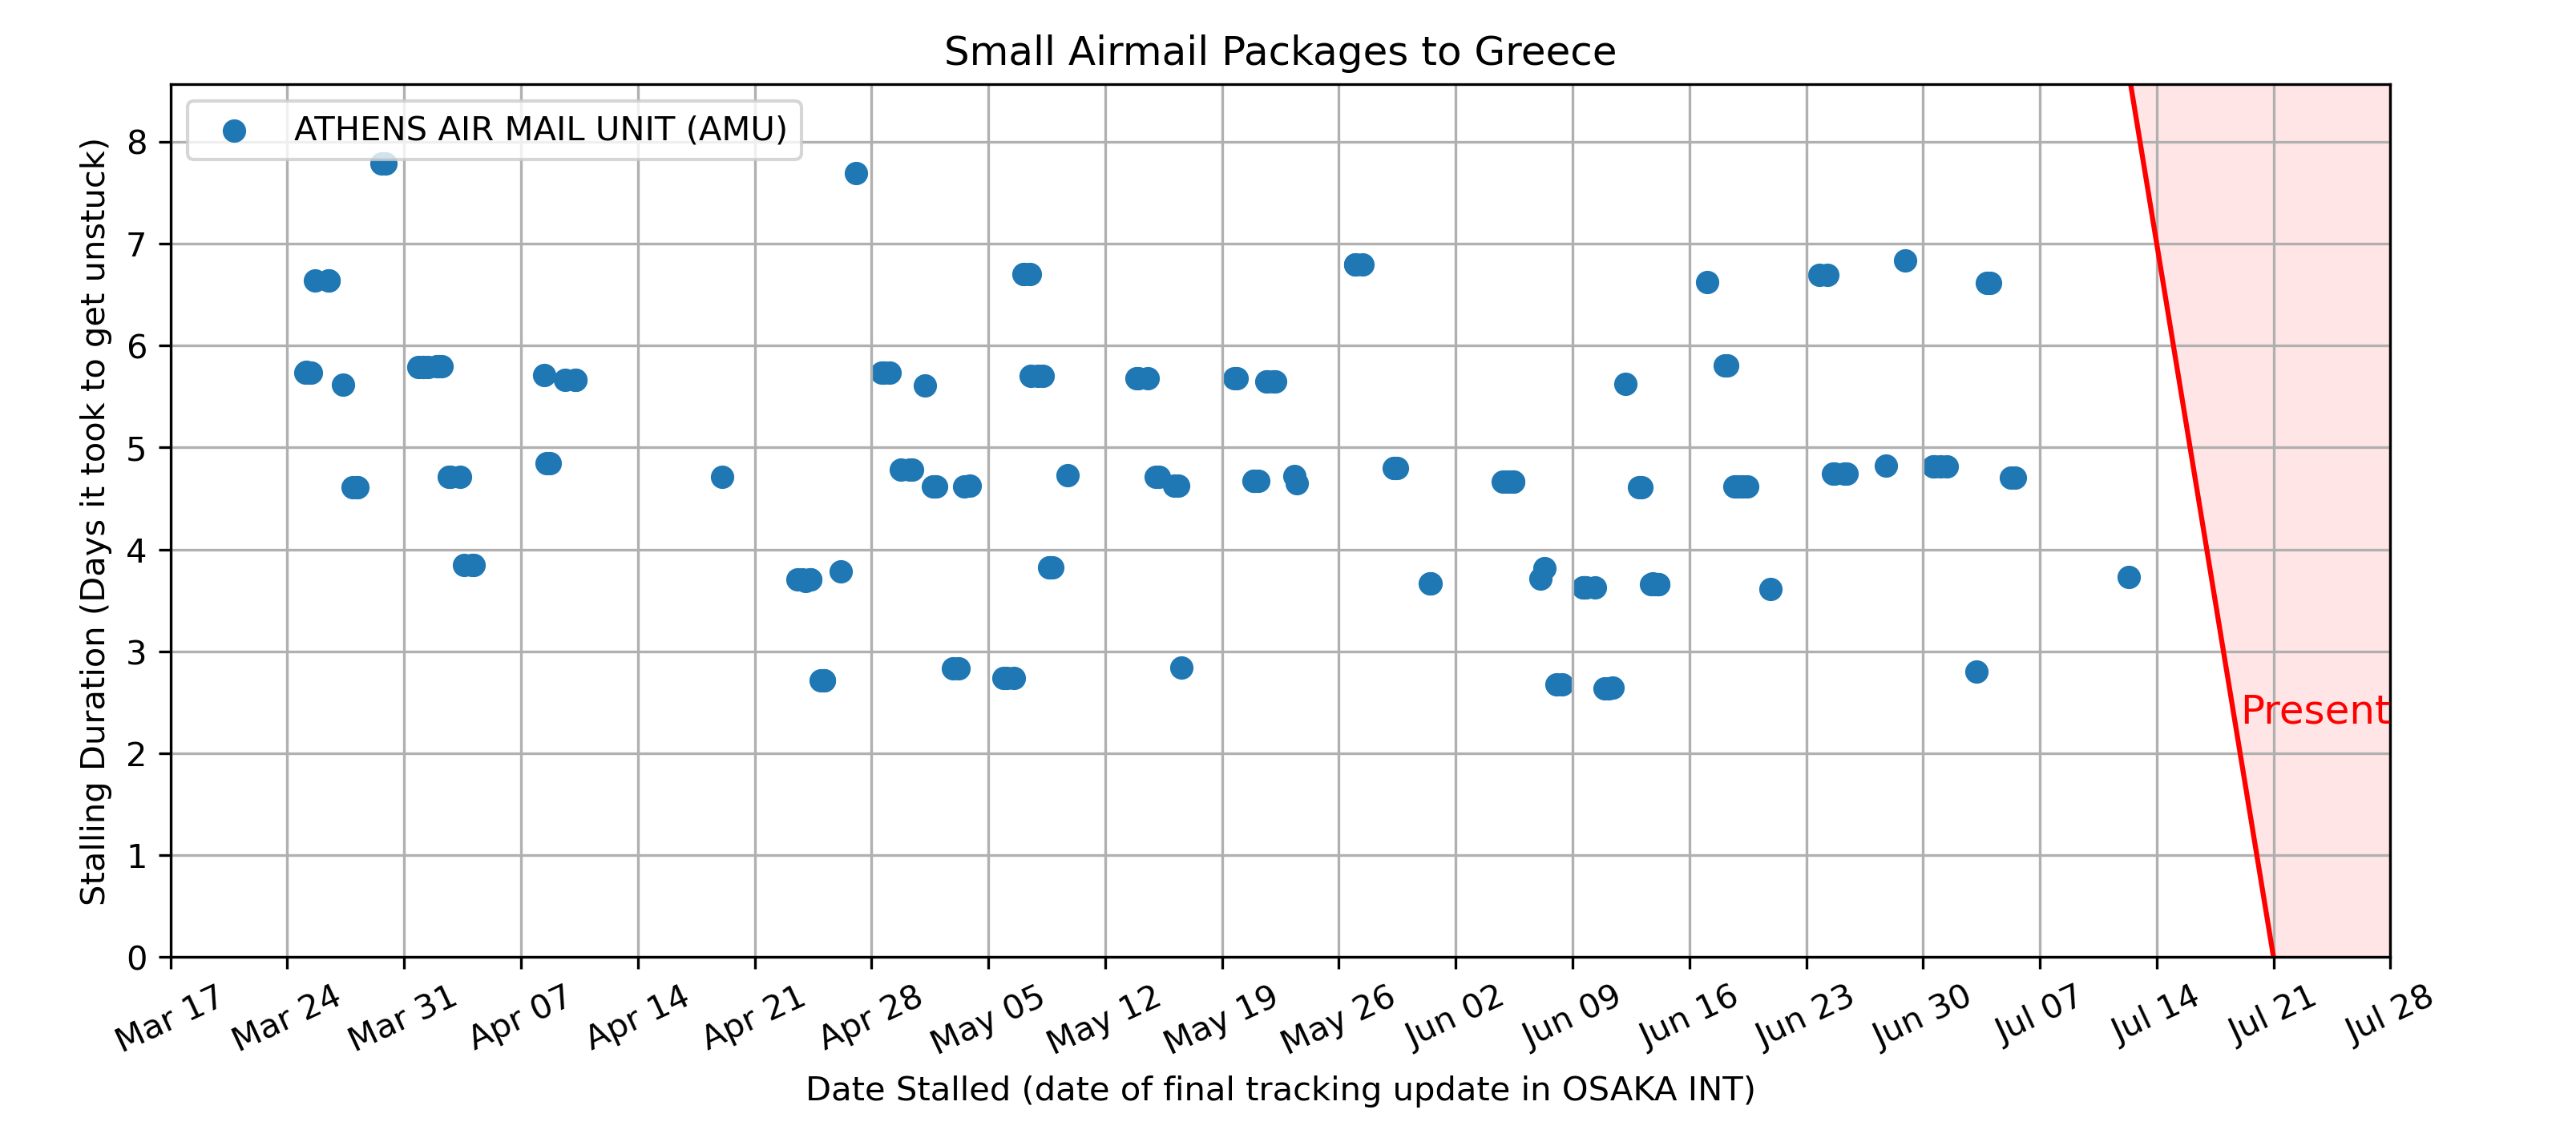 Small Airmail Packages to Greece
ATHENS AIR MAIL UNIT (AMU)
Stalling Duration (Days it took to get unstuck)
8
7
6
5
4
3
2
1
0
Present
Mar 17 Mar 24 Mar 31 Apr 07 Apr 14 Apr 21 Apr 28 May 05 May 12 May 19 May 26 Jun 02 Jun 09 Jun 16 Jun 23 Jun 30 Jul 07 Jul 14 Jul 21 Jul 28
Date Stalled (date of final tracking update in OSAKA INT)